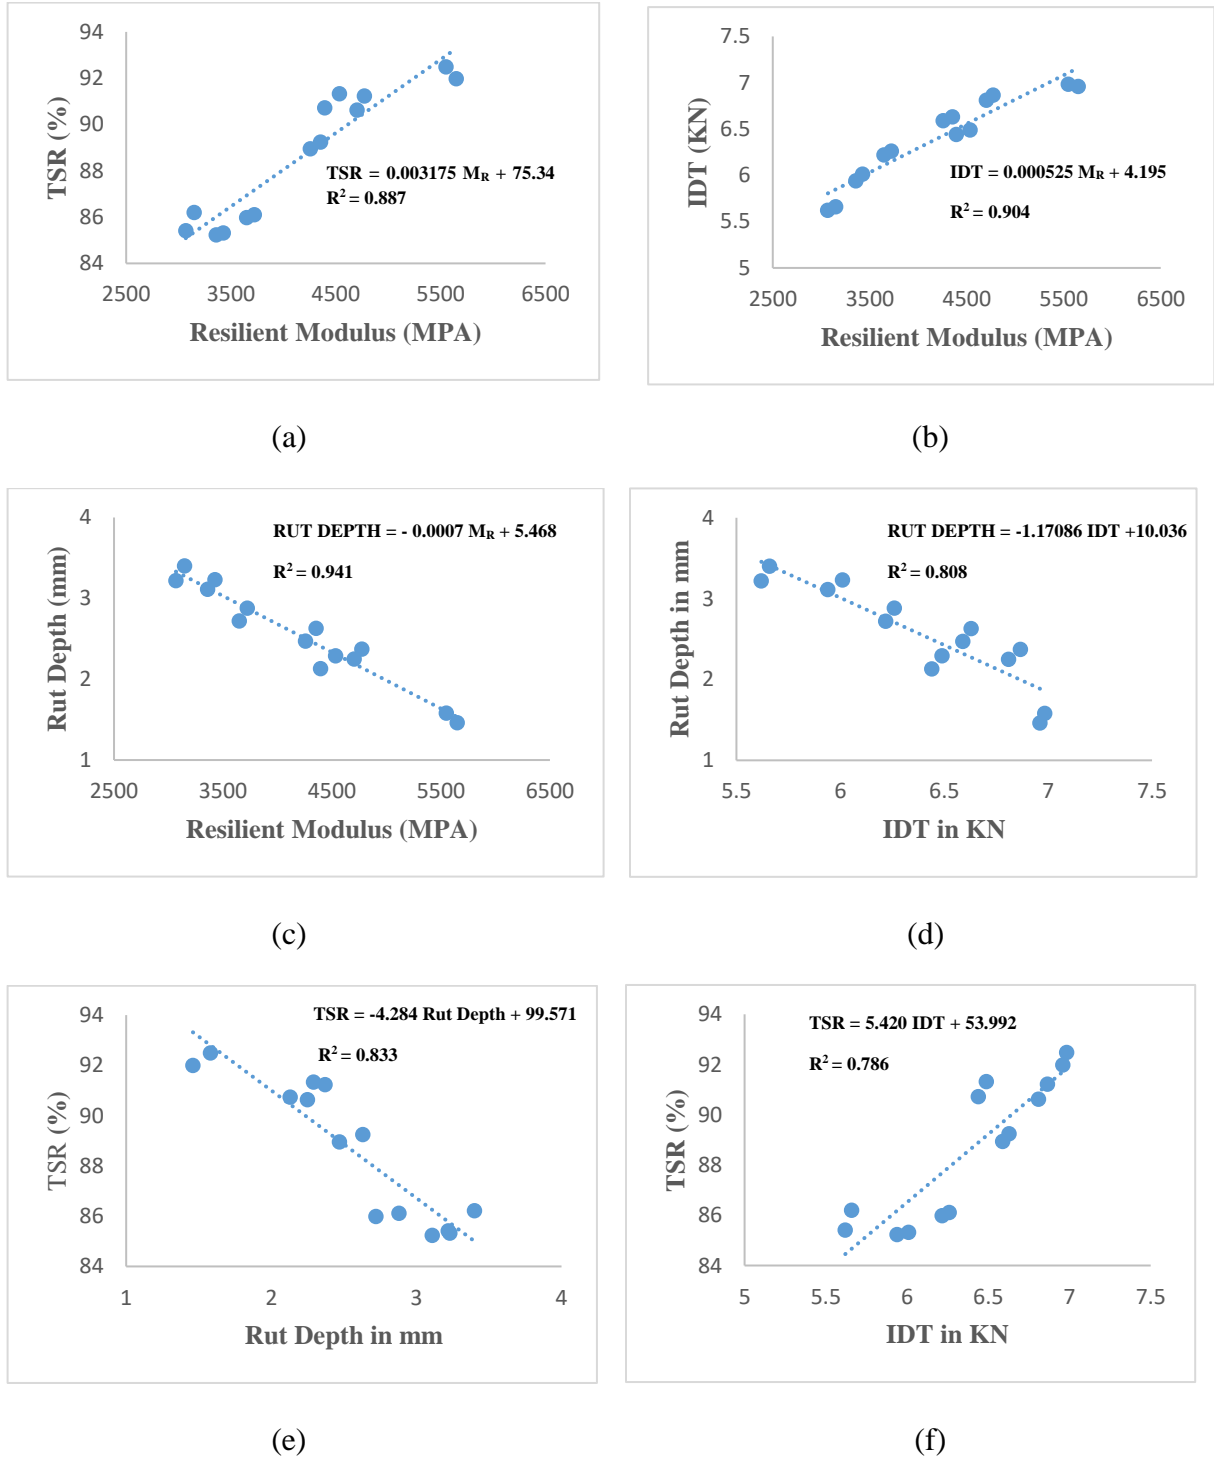 94
92
90
88
86
84
TSR (%)
TSR = 0.003175 MR + 75.34
R2 = 0.887
2500 3500 4500 5500 6500
Resilient Modulus (MPA)
(a)
7.5
7
6.5
6
5.5
5
IDT (KN)
IDT = 0.000525 MR + 4.195
R2 = 0.904
2500 3500 4500 5500 6500
Resilient Modulus (MPA)
(b)
4
3
2
1
Rut Depth (mm)
RUT DEPTH = - 0.0007 MR + 5.468
R2 = 0.941
2500 3500 4500 5500 6500
Resilient Modulus (MPA)
(c)
4
3
2
1
Rut Depth in mm
RUT DEPTH = -1.17086 IDT +10.036
R2 = 0.808
5.5 6 6.5 7 7.5
IDT in KN
(d)
94
92
90
88
86
84
TSR (%)
TSR = -4.284 Rut Depth + 99.571
R2 = 0.833
1 2 3 4
Rut Depth in mm
(e)
94
92
90
88
86
84
TSR (%)
TSR = 5.420 IDT + 53.992
R2 = 0.786
5 5.5 6 6.5 7 7.5
IDT in KN
(f)